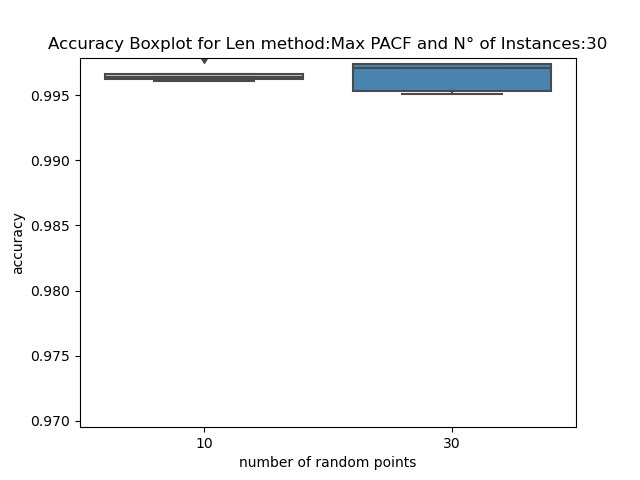 Accuracy Boxplot for Len method:Max PACF and N° of Instances:30
accuracy
0.995
0.990
0.985
0.980
0.975
0.970
10 30
number of random points